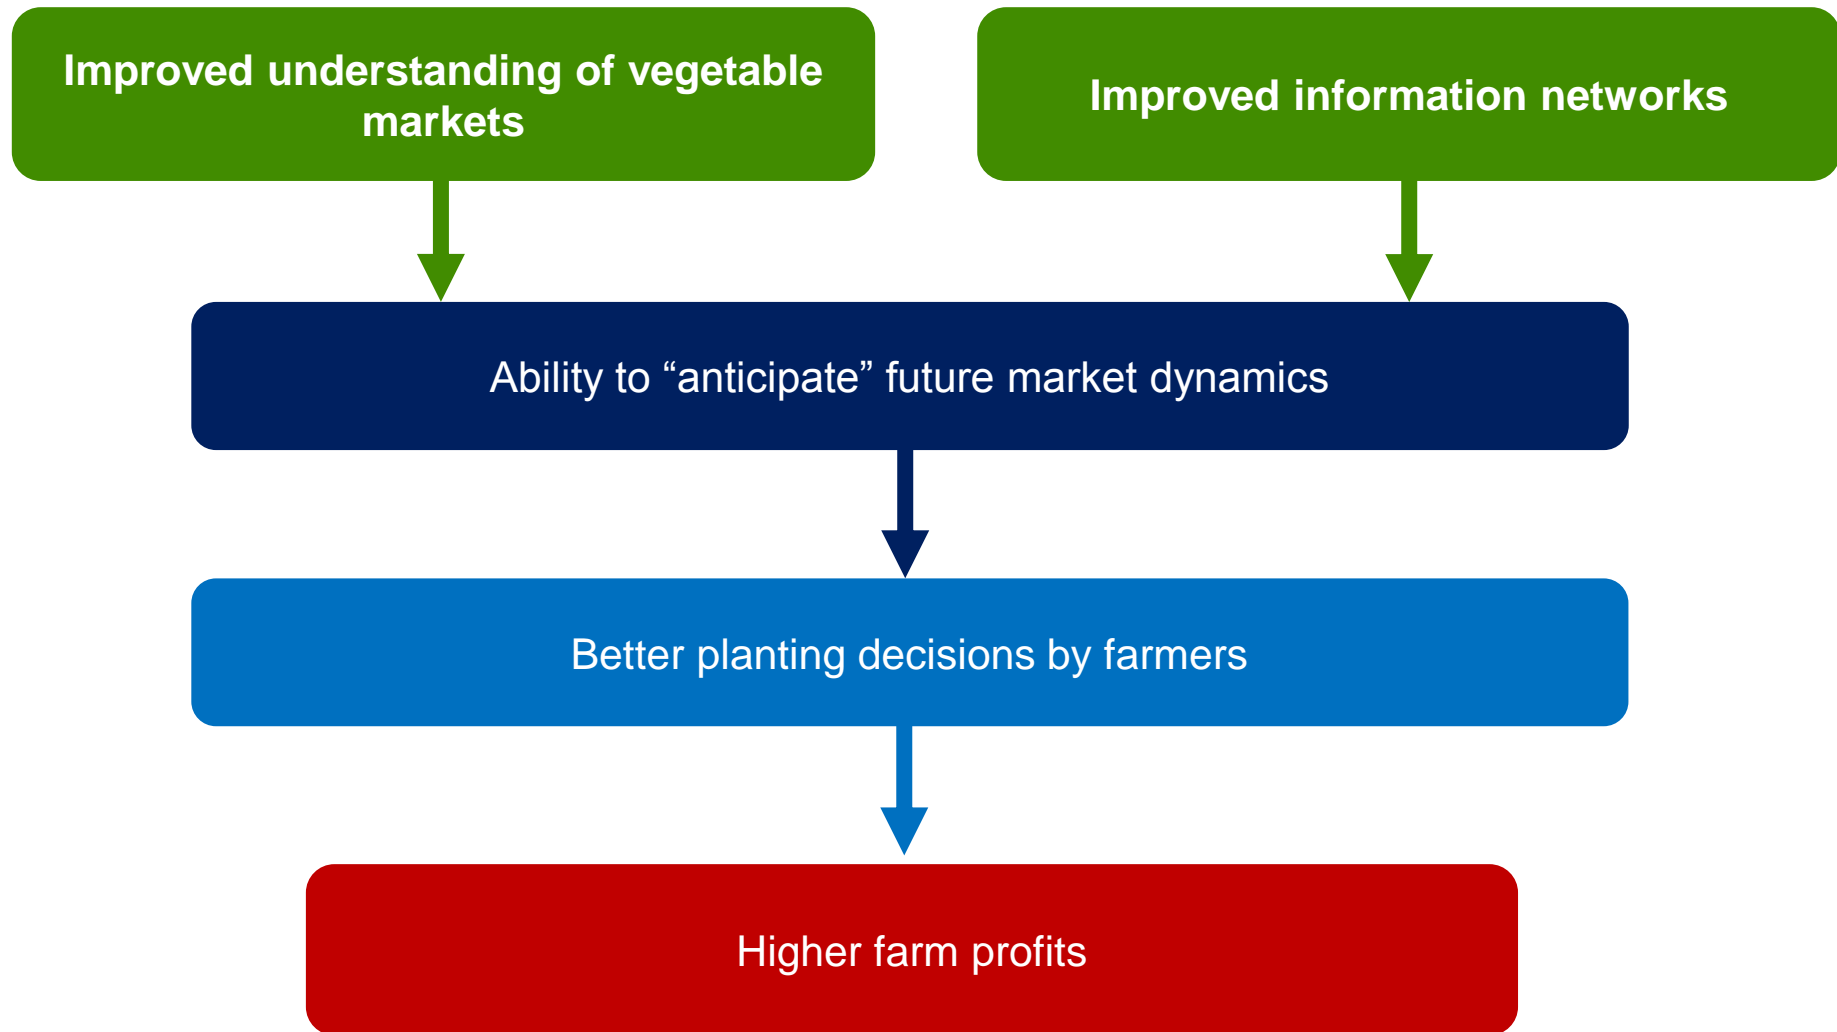 Improved understanding of vegetable
markets
Improved information networks
Ability to “anticipate” future market dynamics
Better planting decisions by farmers
Higher farm profits